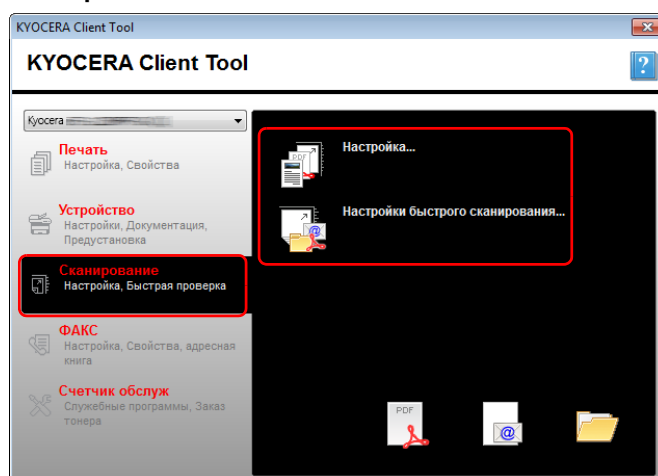 KYOCERA Client Tool
KYOCERA Client Tool
?
Kyocera
Печать
Настройка, Свойства
Устройство
Настройки, Документация,
Предустановка
Сканирование
Настройка, Быстрая проверка
ФАКС
Настройка, Свойства, адресная
книга
Счетчик обслуж
Служебные программы, Заказ
тонера
PDF
Настройка...
Настройки быстрого сканирования...
@
PDF
@